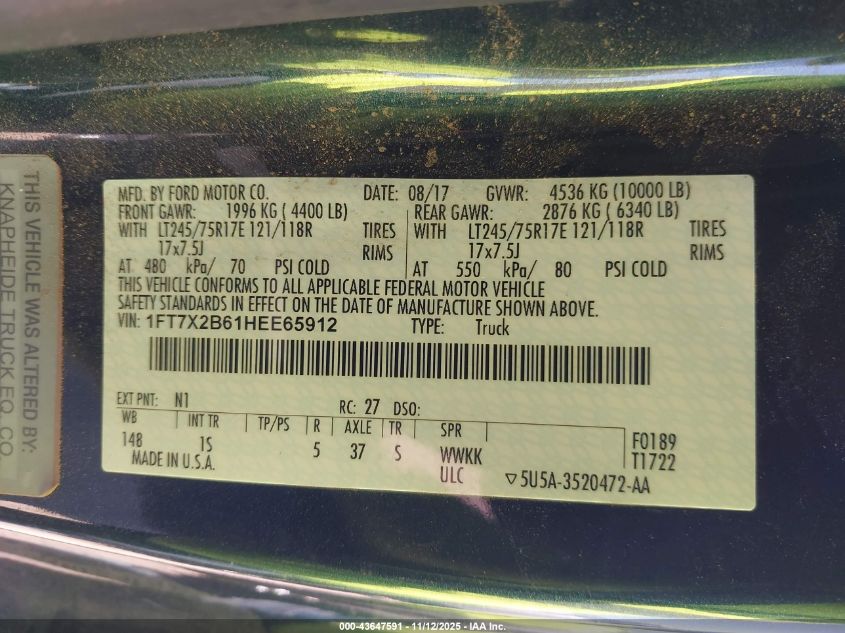 THIS VEHICLE WAS ALTERED BY:
KNAPHEIDE TRUCK EQ. CO.
MFD. BY FORD MOTOR CO. DATE: 08/17 GVWR: 4536 KG (10000 LB)
FRONT GAWR: 1996 KG ( 4400 LB) REAR GAWR: 2876 KG ( 6340 LB)
WITH LT245/75R17E 121/118R TIRES WITH LT245/75R17E 121/118R TIRES
17x7.5J RIMS 17x7.5J RIMS
AT 480 kPa/ 70 PSI COLD AT 550 kPa/ 80 PSI COLD
THIS VEHICLE CONFORMS TO ALL APPLICABLE FEDERAL MOTOR VEHICLE
SAFETY STANDARDS IN EFFECT ON THE DATE OF MANUFACTURE SHOWN ABOVE.
VIN: 1FT7X2B61HEE65912 TYPE: Truck
EXT PNT: N1 RC: 27 DSO:
WB INT TR TP/PS R AXLE TR SPR
148 1S 5 37 S WWKK F0189
MADE IN U.S.A. ULC T1722
▽5U5A-3520472-AA
000-43647591 - 11/12/2025 - IAA Inc.